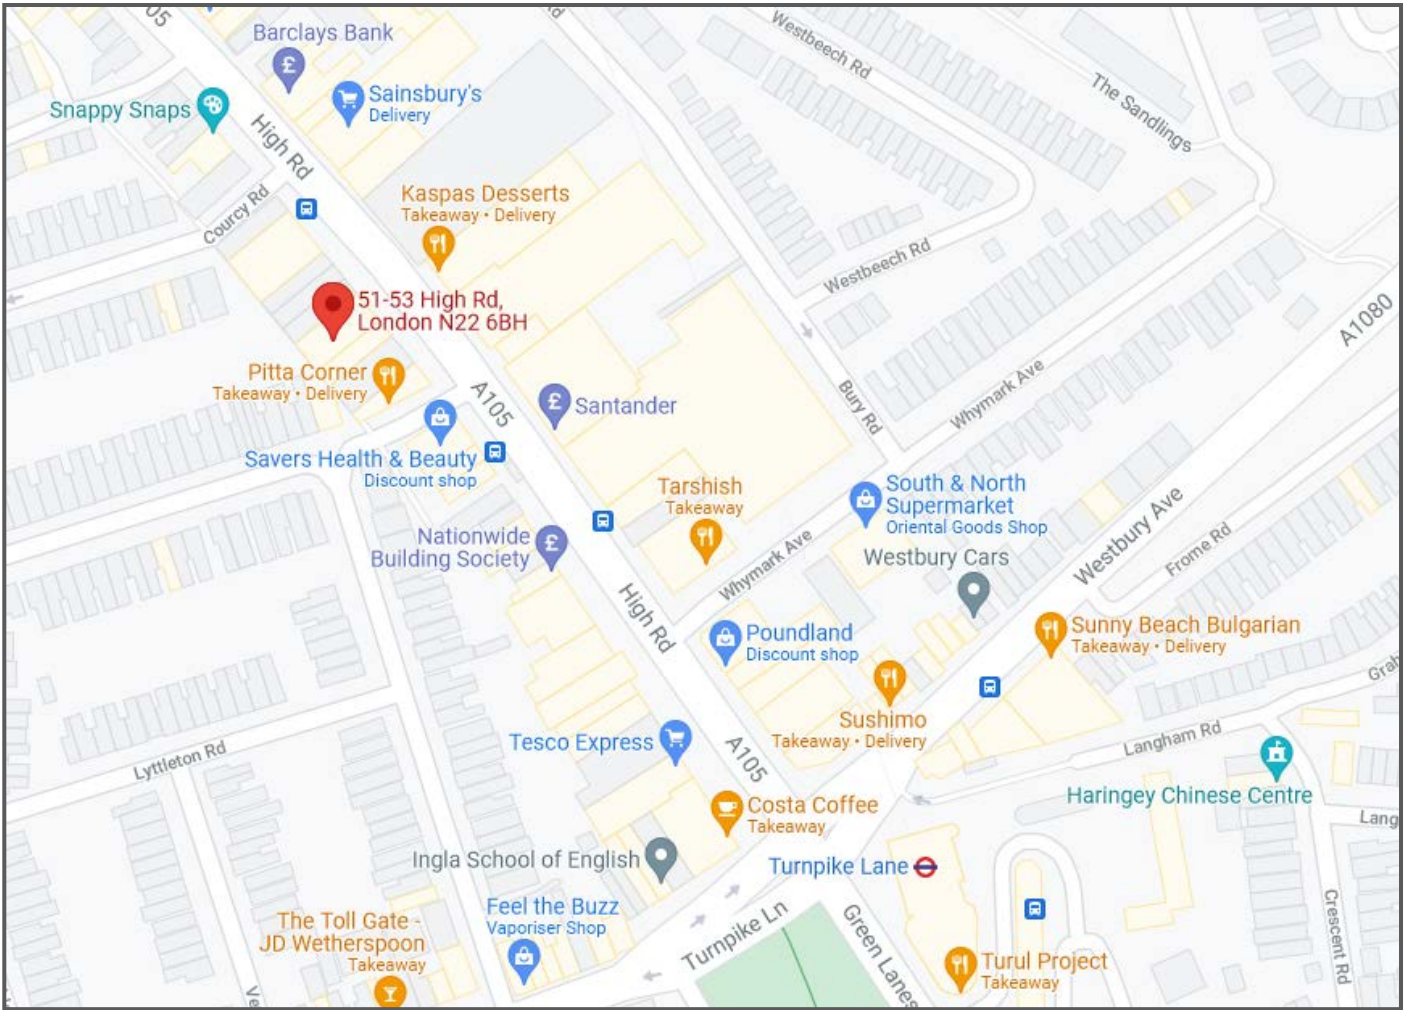 05
Barclays Bank
Sainsbury's
Delivery
Snappy Snaps
High Rd
Courcy Rd
Westbeech Rd
The Sandlings
Kaspas Desserts
Takeaway • Delivery
Westbeech Rd
51-53 High Rd,
London N22 6BH
A1080
Pitta Corner
Takeaway • Delivery
A105
Santander
Bury Rd
Whymark Ave
Savers Health & Beauty
Discount shop
Tarshish
Takeaway
South & North
Supermarket
Oriental Goods Shop
Nationwide
Building Society
Whymark Ave
Westbury Cars
Westbury Ave
Frome Rd
High Rd
Poundland
Discount shop
Sunny Beach Bulgarian
Takeaway • Delivery
Grah
Sushimo
Takeaway • Delivery
Tesco Express
A105
Lyttleton Rd
Langham Rd
Haringey Chinese Centre
Costa Coffee
Takeaway
Lang
Ingla School of English
Turnpike Lane
The Toll Gate -
JD Wetherspoon
Takeaway
Feel the Buzz
Vaporiser Shop
Turnpike Ln
Green Lanes
Crescent Rd
Turul Project
Takeaway
Ve